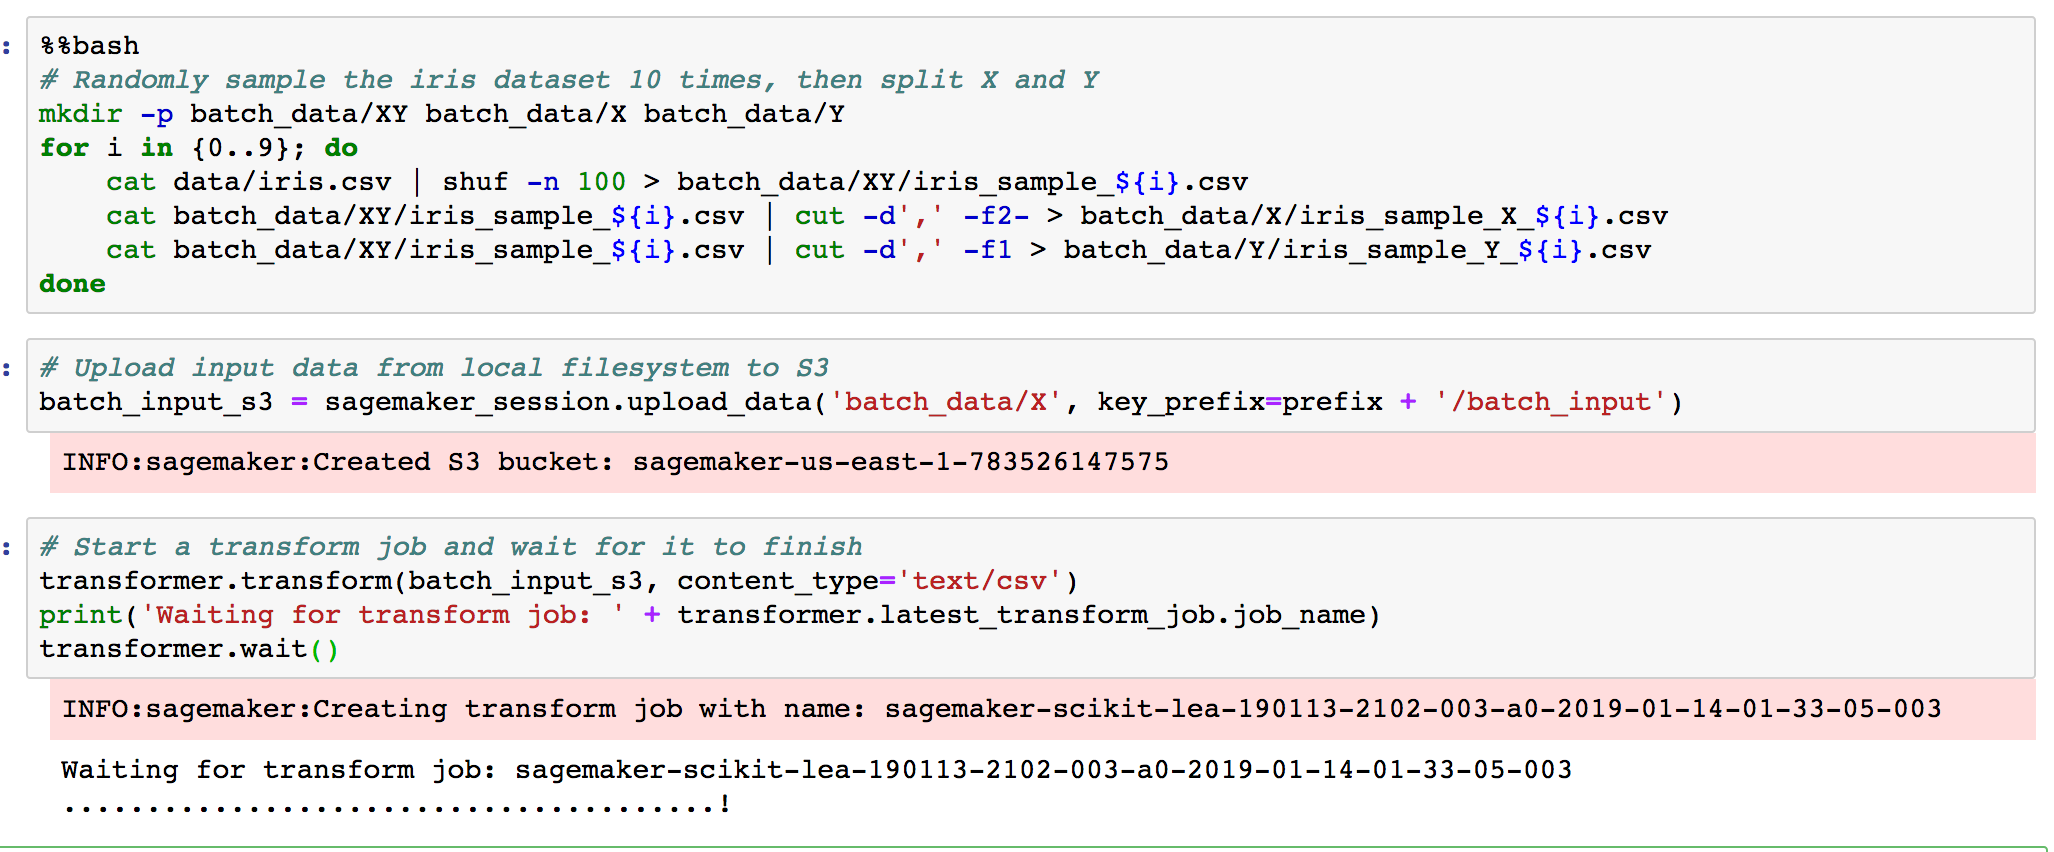 :
%%bash
# Randomly sample the iris dataset 10 times, then split X and Y
mkdir -p batch_data/XY batch_data/X batch_data/Y
for i in {0..9}; do
    cat data/iris.csv | shuf -n 100 > batch_data/XY/iris_sample_${i}.csv
    cat batch_data/XY/iris_sample_${i}.csv | cut -d',' -f2- > batch_data/X/iris_sample_X_${i}.csv
    cat batch_data/XY/iris_sample_${i}.csv | cut -d',' -f1 > batch_data/Y/iris_sample_Y_${i}.csv
done
:
# Upload input data from local filesystem to S3
batch_input_s3 = sagemaker_session.upload_data('batch_data/X', key_prefix=prefix + '/batch_input')
INFO:sagemaker:Created S3 bucket: sagemaker-us-east-1-783526147575
:
# Start a transform job and wait for it to finish
transformer.transform(batch_input_s3, content_type='text/csv')
print('Waiting for transform job: ' + transformer.latest_transform_job.job_name)
transformer.wait()
INFO:sagemaker:Creating transform job with name: sagemaker-scikit-lea-190113-2102-003-a0-2019-01-14-01-33-05-003
Waiting for transform job: sagemaker-scikit-lea-190113-2102-003-a0-2019-01-14-01-33-05-003
.......................................!